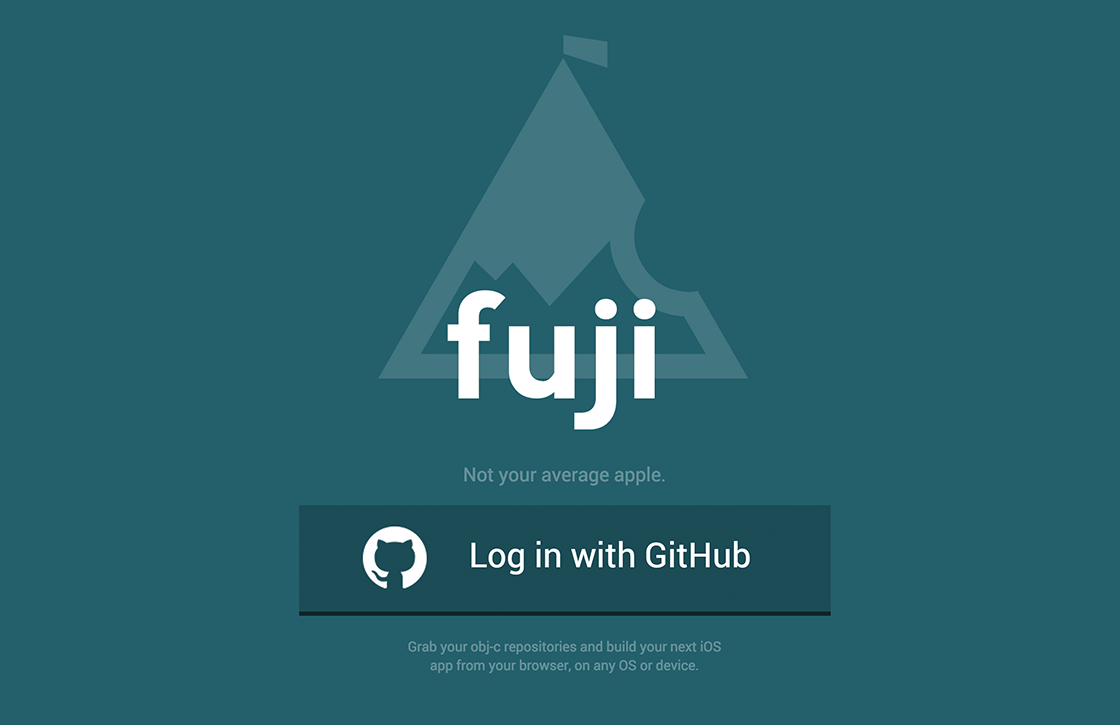 fuji
Not your average apple.
Log in with GitHub
Grab your obj-c repositories and build your next iOS
app from your browser, on any OS or device.